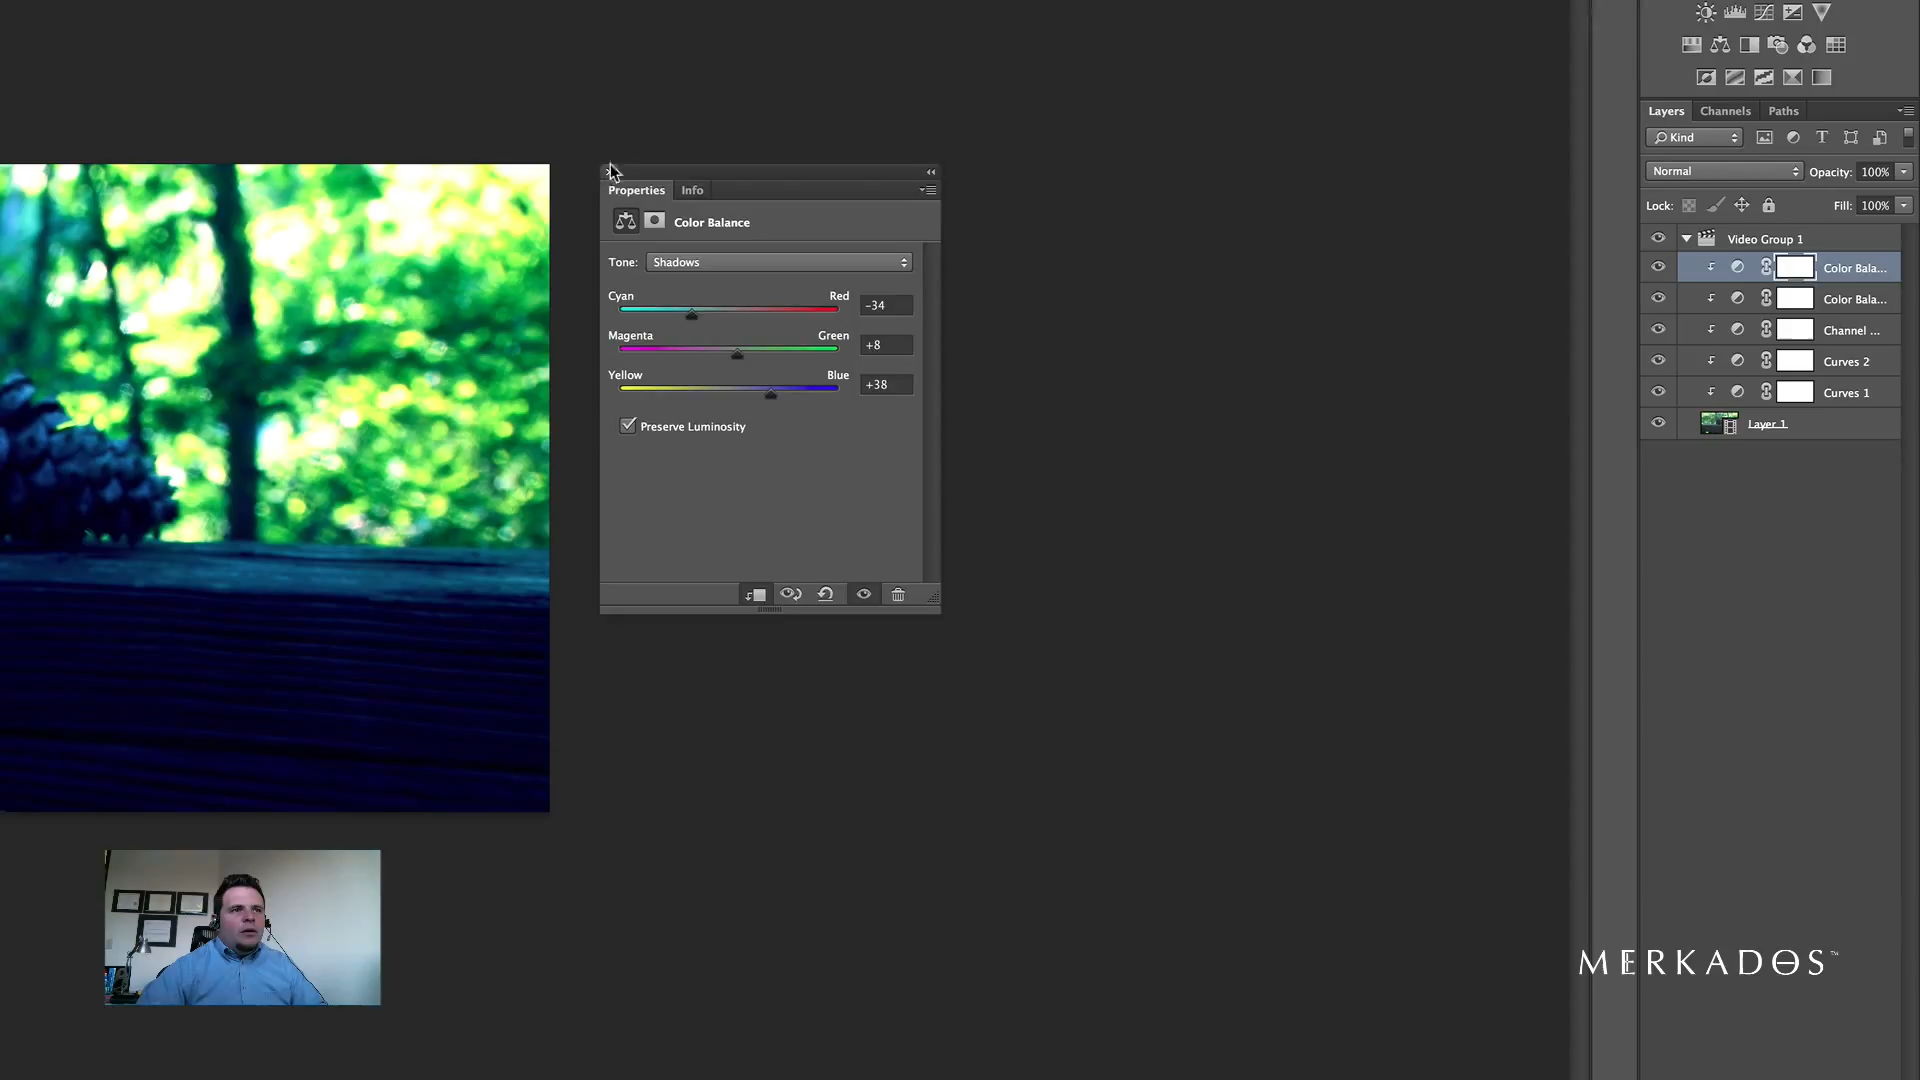 Properties
Info
Color Balance
Tone: Shadows
Cyan Red -34
Magenta Green +8
Yellow Blue +38
Preserve Luminosity
Layers Channels Paths
Kind
Normal Opacity: 100%
Lock: Fill: 100%
Video Group 1
Color Bala...
Color Bala...
Channel ...
Curves 2
Curves 1
Layer 1
MERKADOS™